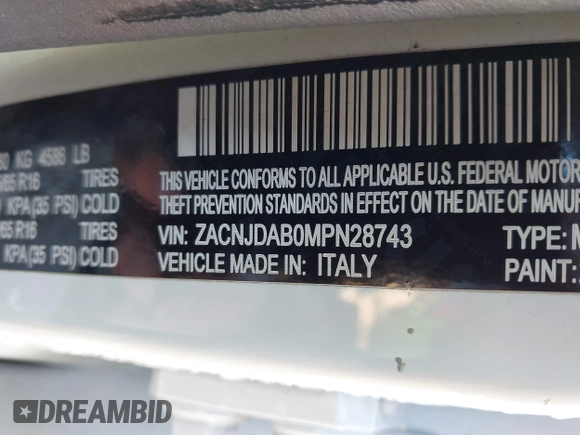 KG 4586 LB
R16 TIRES
KPA(35 PSI) COLD
R16 TIRES
KPA(35 PSI) COLD
THIS VEHICLE CONFORMS TO ALL APPLICABLE U.S. FEDERAL MOTOR
THEFT PREVENTION STANDARDS IN EFFECT ON THE DATE OF MANUF
VIN: ZACNJDAB0MPN28743 TYPE: M
VEHICLE MADE IN: ITALY PAINT:
DREAMBID